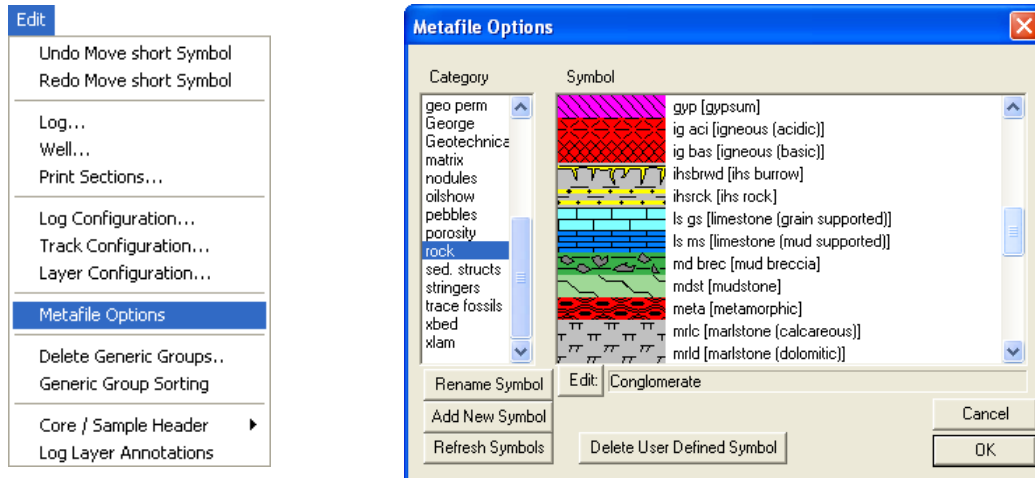 Edit
Undo Move short Symbol
Redo Move short Symbol
Log...
Well...
Print Sections...
Log Configuration...
Track Configuration...
Layer Configuration...
Metafile Options
Delete Generic Groups..
Generic Group Sorting
Core / Sample Header
Log Layer Annotations
Metafile Options
Category
geo perm
George
Geotechnica
matrix
nodules
oilshow
pebbles
porosity
rock
sed. structs
stringers
trace fossils
xbed
xlam
Symbol
gyp [gypsum]
ig aci [igneous (acidic)]
ig bas [igneous (basic)]
ihsbrwd [ihs burrow]
ihsrck [ihs rock]
ls gs [limestone (grain supported)]
ls ms [limestone (mud supported)]
md brec [mud breccia]
mdst [mudstone]
meta [metamorphic]
mrlc [marlstone (calcareous)]
mrld [marlstone (dolomitic)]
Rename Symbol
Edit: Conglomerate
Add New Symbol
Cancel
Refresh Symbols
Delete User Defined Symbol
OK